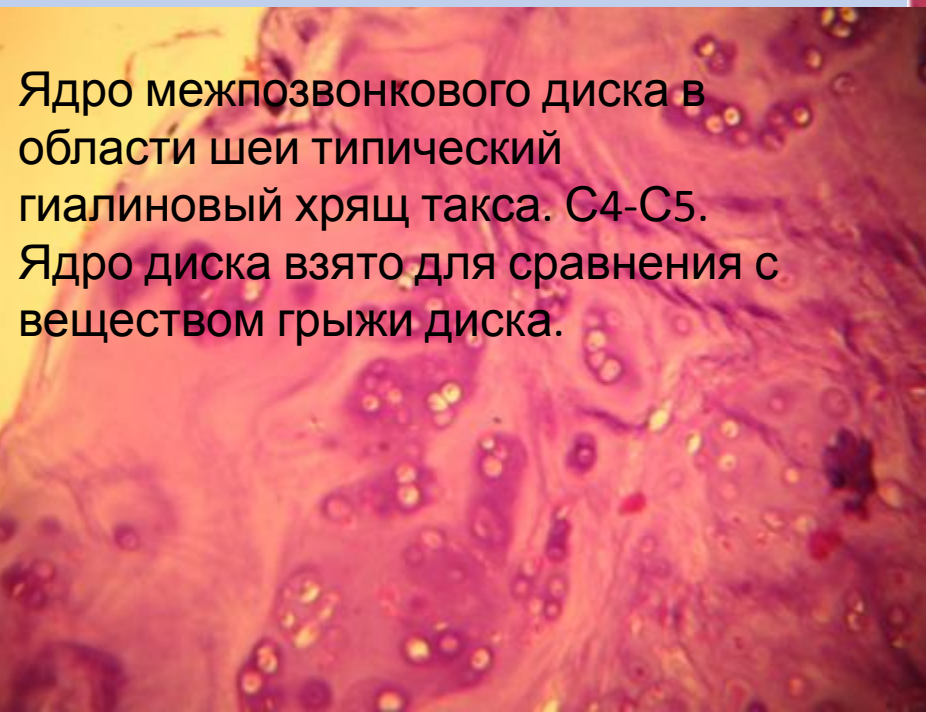 Ядро межпозвонкового диска в
области шеи типический
гиалиновый хрящ такса. С4-С5.
Ядро диска взято для сравнения с
веществом грыжи диска.